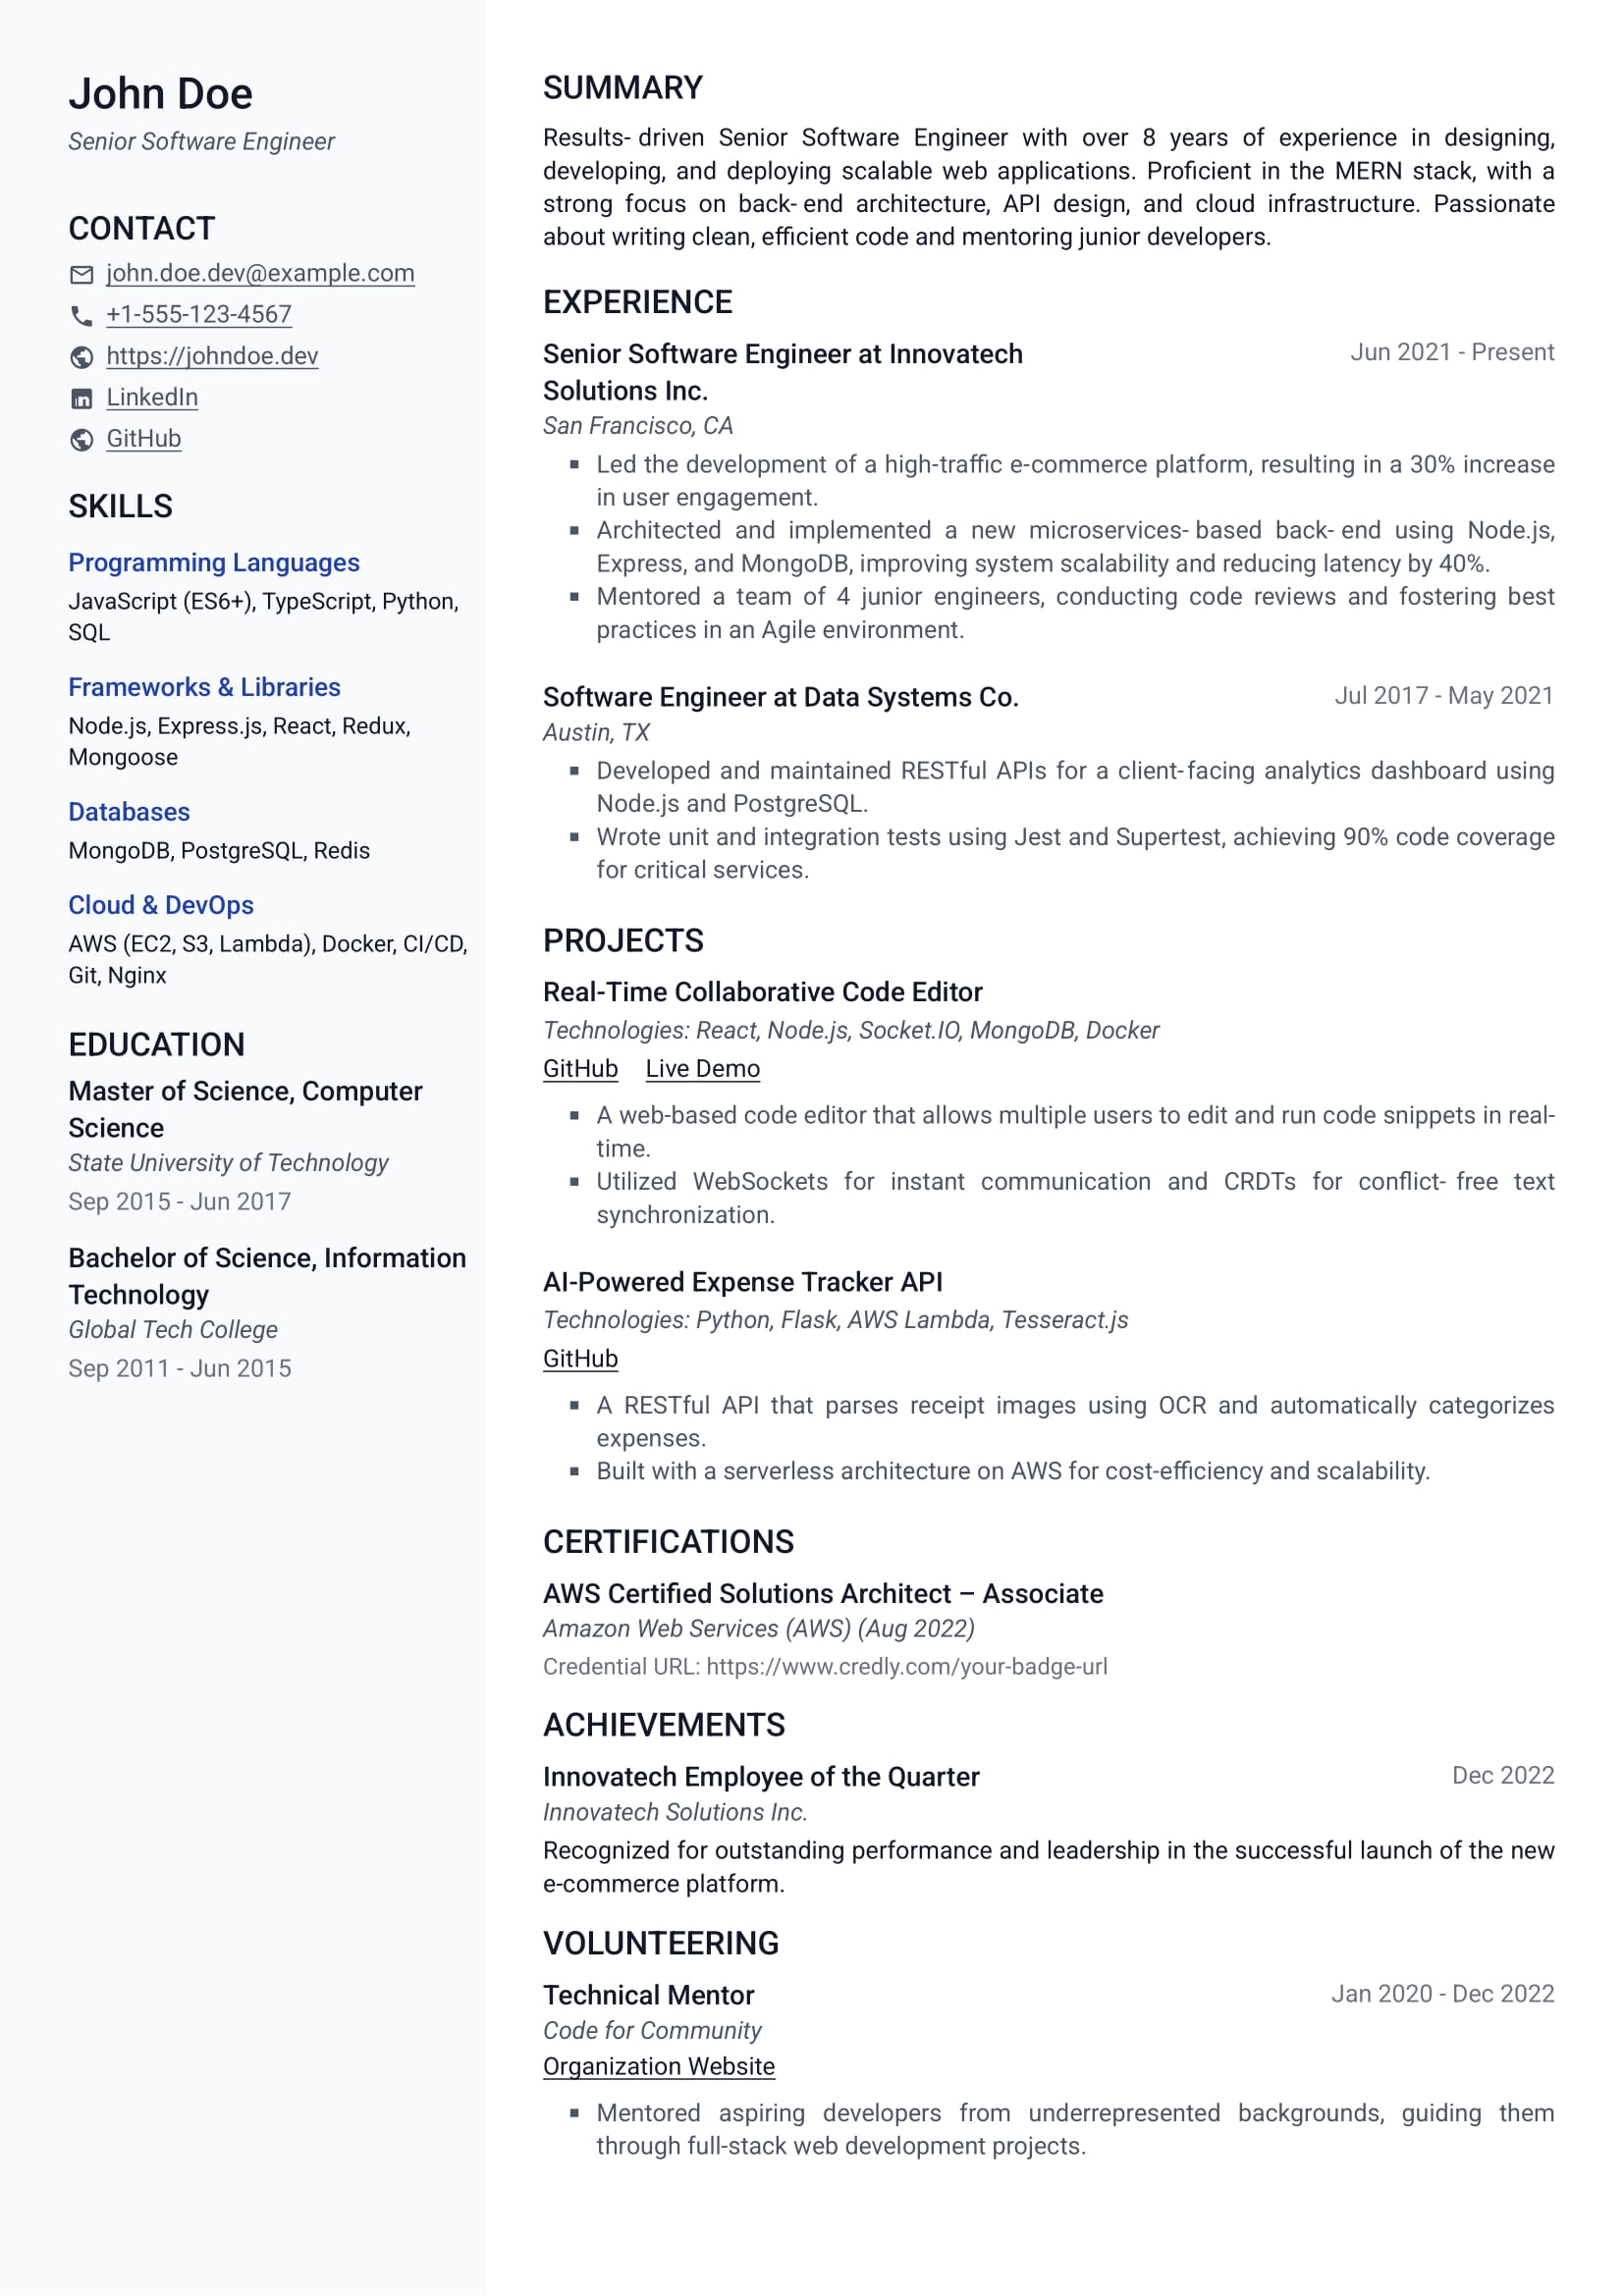 John Doe
Senior Software Engineer
CONTACT
john.doe.dev@example.com
+1-555-123-4567
https://johndoe.dev
LinkedIn
GitHub
SKILLS
Programming Languages
JavaScript (ES6+), TypeScript, Python,
SQL
Frameworks & Libraries
Node.js, Express.js, React, Redux,
Mongoose
Databases
MongoDB, PostgreSQL, Redis
Cloud & DevOps
AWS (EC2, S3, Lambda), Docker, CI/CD,
Git, Nginx
EDUCATION
Master of Science, Computer
Science
State University of Technology
Sep 2015 - Jun 2017
Bachelor of Science, Information
Technology
Global Tech College
Sep 2011 - Jun 2015
SUMMARY
Results- driven Senior Software Engineer with over 8 years of experience in designing,
developing, and deploying scalable web applications. Proficient in the MERN stack, with a
strong focus on back- end architecture, API design, and cloud infrastructure. Passionate
about writing clean, efficient code and mentoring junior developers.
EXPERIENCE
Senior Software Engineer at Innovatech Jun 2021 - Present
Solutions Inc.
San Francisco, CA
▪ Led the development of a high-traffic e-commerce platform, resulting in a 30% increase
in user engagement.
▪ Architected and implemented a new microservices- based back- end using Node.js,
Express, and MongoDB, improving system scalability and reducing latency by 40%.
▪ Mentored a team of 4 junior engineers, conducting code reviews and fostering best
practices in an Agile environment.
Software Engineer at Data Systems Co. Jul 2017 - May 2021
Austin, TX
▪ Developed and maintained RESTful APIs for a client-facing analytics dashboard using
Node.js and PostgreSQL.
▪ Wrote unit and integration tests using Jest and Supertest, achieving 90% code coverage
for critical services.
PROJECTS
Real-Time Collaborative Code Editor
Technologies: React, Node.js, Socket.IO, MongoDB, Docker
GitHub Live Demo
▪ A web-based code editor that allows multiple users to edit and run code snippets in real-
time.
▪ Utilized WebSockets for instant communication and CRDTs for conflict- free text
synchronization.
AI-Powered Expense Tracker API
Technologies: Python, Flask, AWS Lambda, Tesseract.js
GitHub
▪ A RESTful API that parses receipt images using OCR and automatically categorizes
expenses.
▪ Built with a serverless architecture on AWS for cost-efficiency and scalability.
CERTIFICATIONS
AWS Certified Solutions Architect – Associate
Amazon Web Services (AWS) (Aug 2022)
Credential URL: https://www.credly.com/your-badge-url
ACHIEVEMENTS
Innovatech Employee of the Quarter Dec 2022
Innovatech Solutions Inc.
Recognized for outstanding performance and leadership in the successful launch of the new
e-commerce platform.
VOLUNTEERING
Technical Mentor Jan 2020 - Dec 2022
Code for Community
Organization Website
▪ Mentored aspiring developers from underrepresented backgrounds, guiding them
through full-stack web development projects.